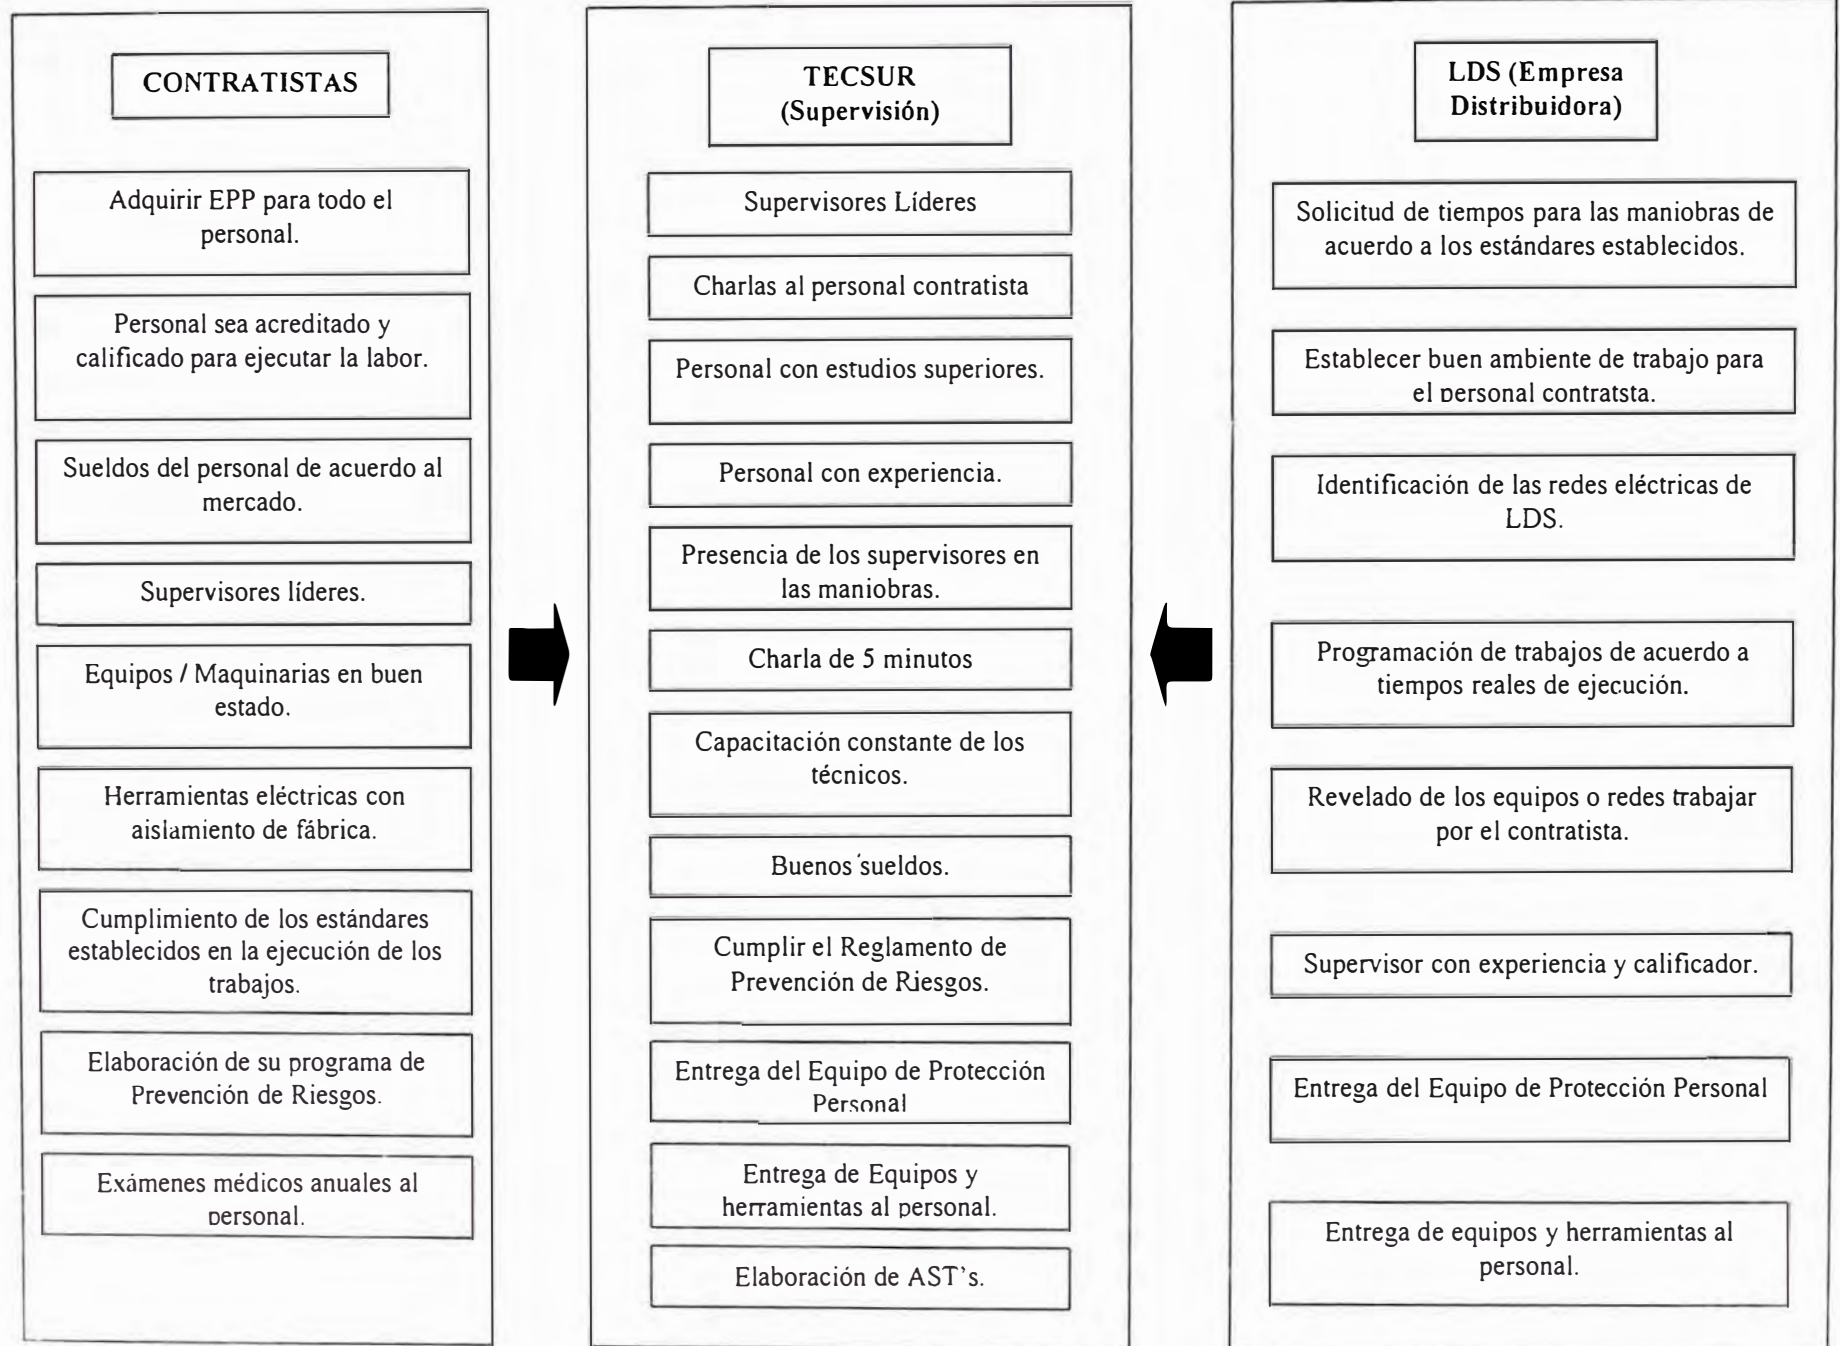 CONTRATISTAS
Adquirir EPP para todo el
personal.
Personal sea acreditado y
calificado para ejecutar la labor.
Sueldos del personal de acuerdo al
mercado.
Supervisores líderes.
Equipos / Maquinarias en buen
estado.
Herramientas eléctricas con
aislamiento de fábrica.
Cumplimiento de los estándares
establecidos en la ejecución de los
trabajos.
Elaboración de su programa de
Prevención de Riesgos.
Exámenes médicos anuales al
personal.
TECSUR
(Supervisión)
Supervisores Líderes
Charlas al personal contratista
Personal con estudios superiores.
Personal con experiencia.
Presencia de los supervisores en
las maniobras.
Charla de 5 minutos
Capacitación constante de los
técnicos.
Buenos sueldos.
Cumplir el Reglamento de
Prevención de Riesgos.
Entrega del Equipo de Protección
Personal
Entrega de Equipos y
herramientas al personal.
Elaboración de AST's.
LDS (Empresa
Distribuidora)
Solicitud de tiempos para las maniobras de
acuerdo a los estándares establecidos.
Establecer buen ambiente de trabajo para
el personal contratsta.
Identificación de las redes eléctricas de
LDS.
Programación de trabajos de acuerdo a
tiempos reales de ejecución.
Revelado de los equipos o redes trabajar
por el contratista.
Supervisor con experiencia y calificador.
Entrega del Equipo de Protección Personal
Entrega de equipos y herramientas al
personal.